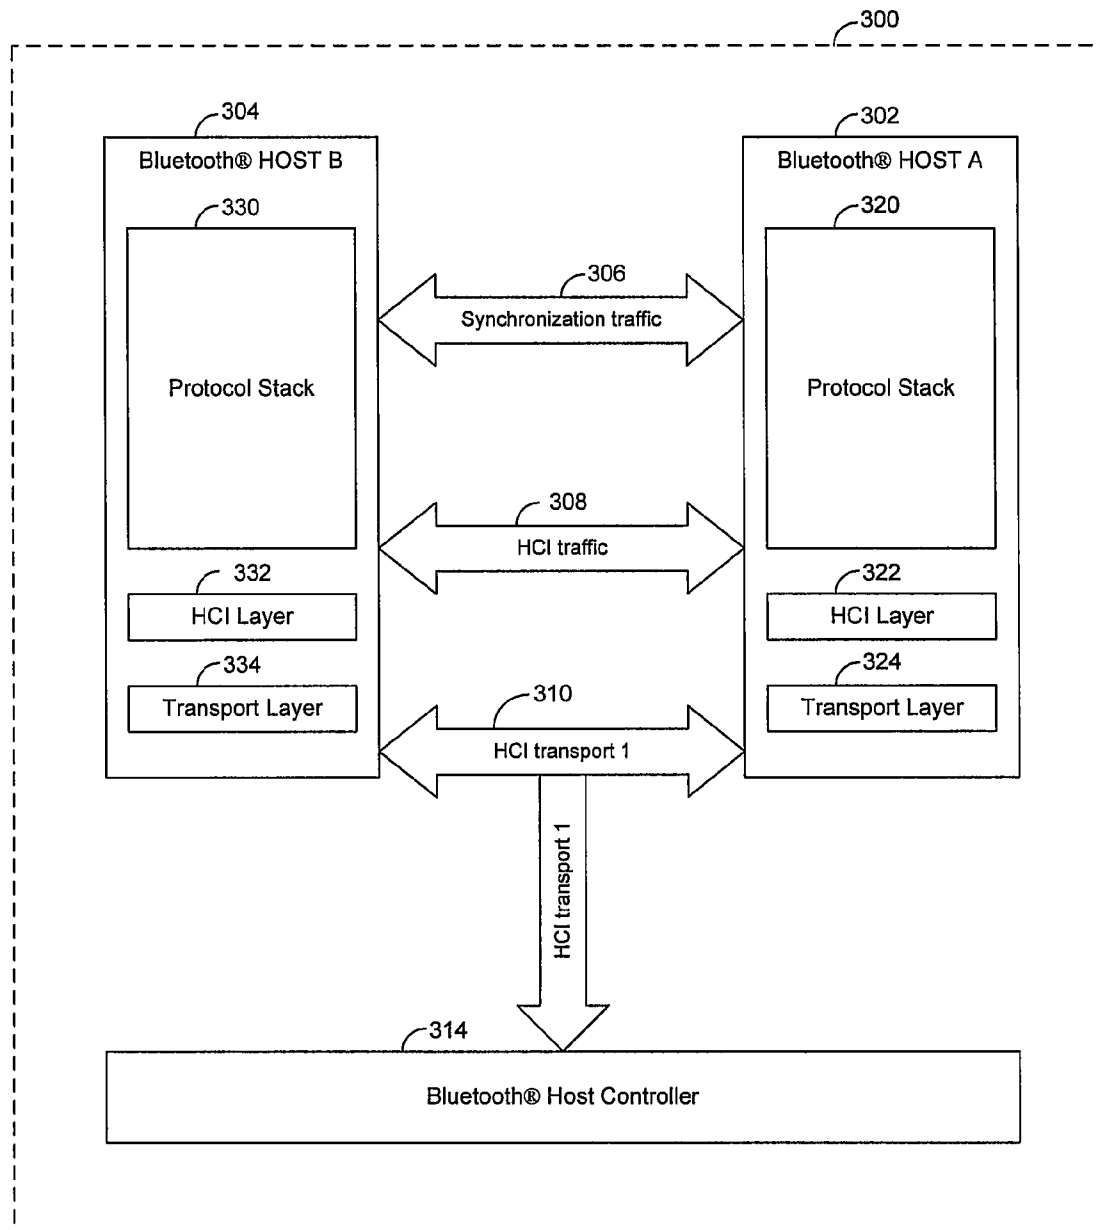 300
304
302
Bluetooth® HOST B
Bluetooth® HOST A
330
320
306
Synchronization traffic
Protocol Stack
Protocol Stack
308
HCI traffic
332
322
HCI Layer
HCI Layer
334
324
Transport Layer
Transport Layer
310
HCI transport 1
HCI transport 1
314
Bluetooth® Host Controller